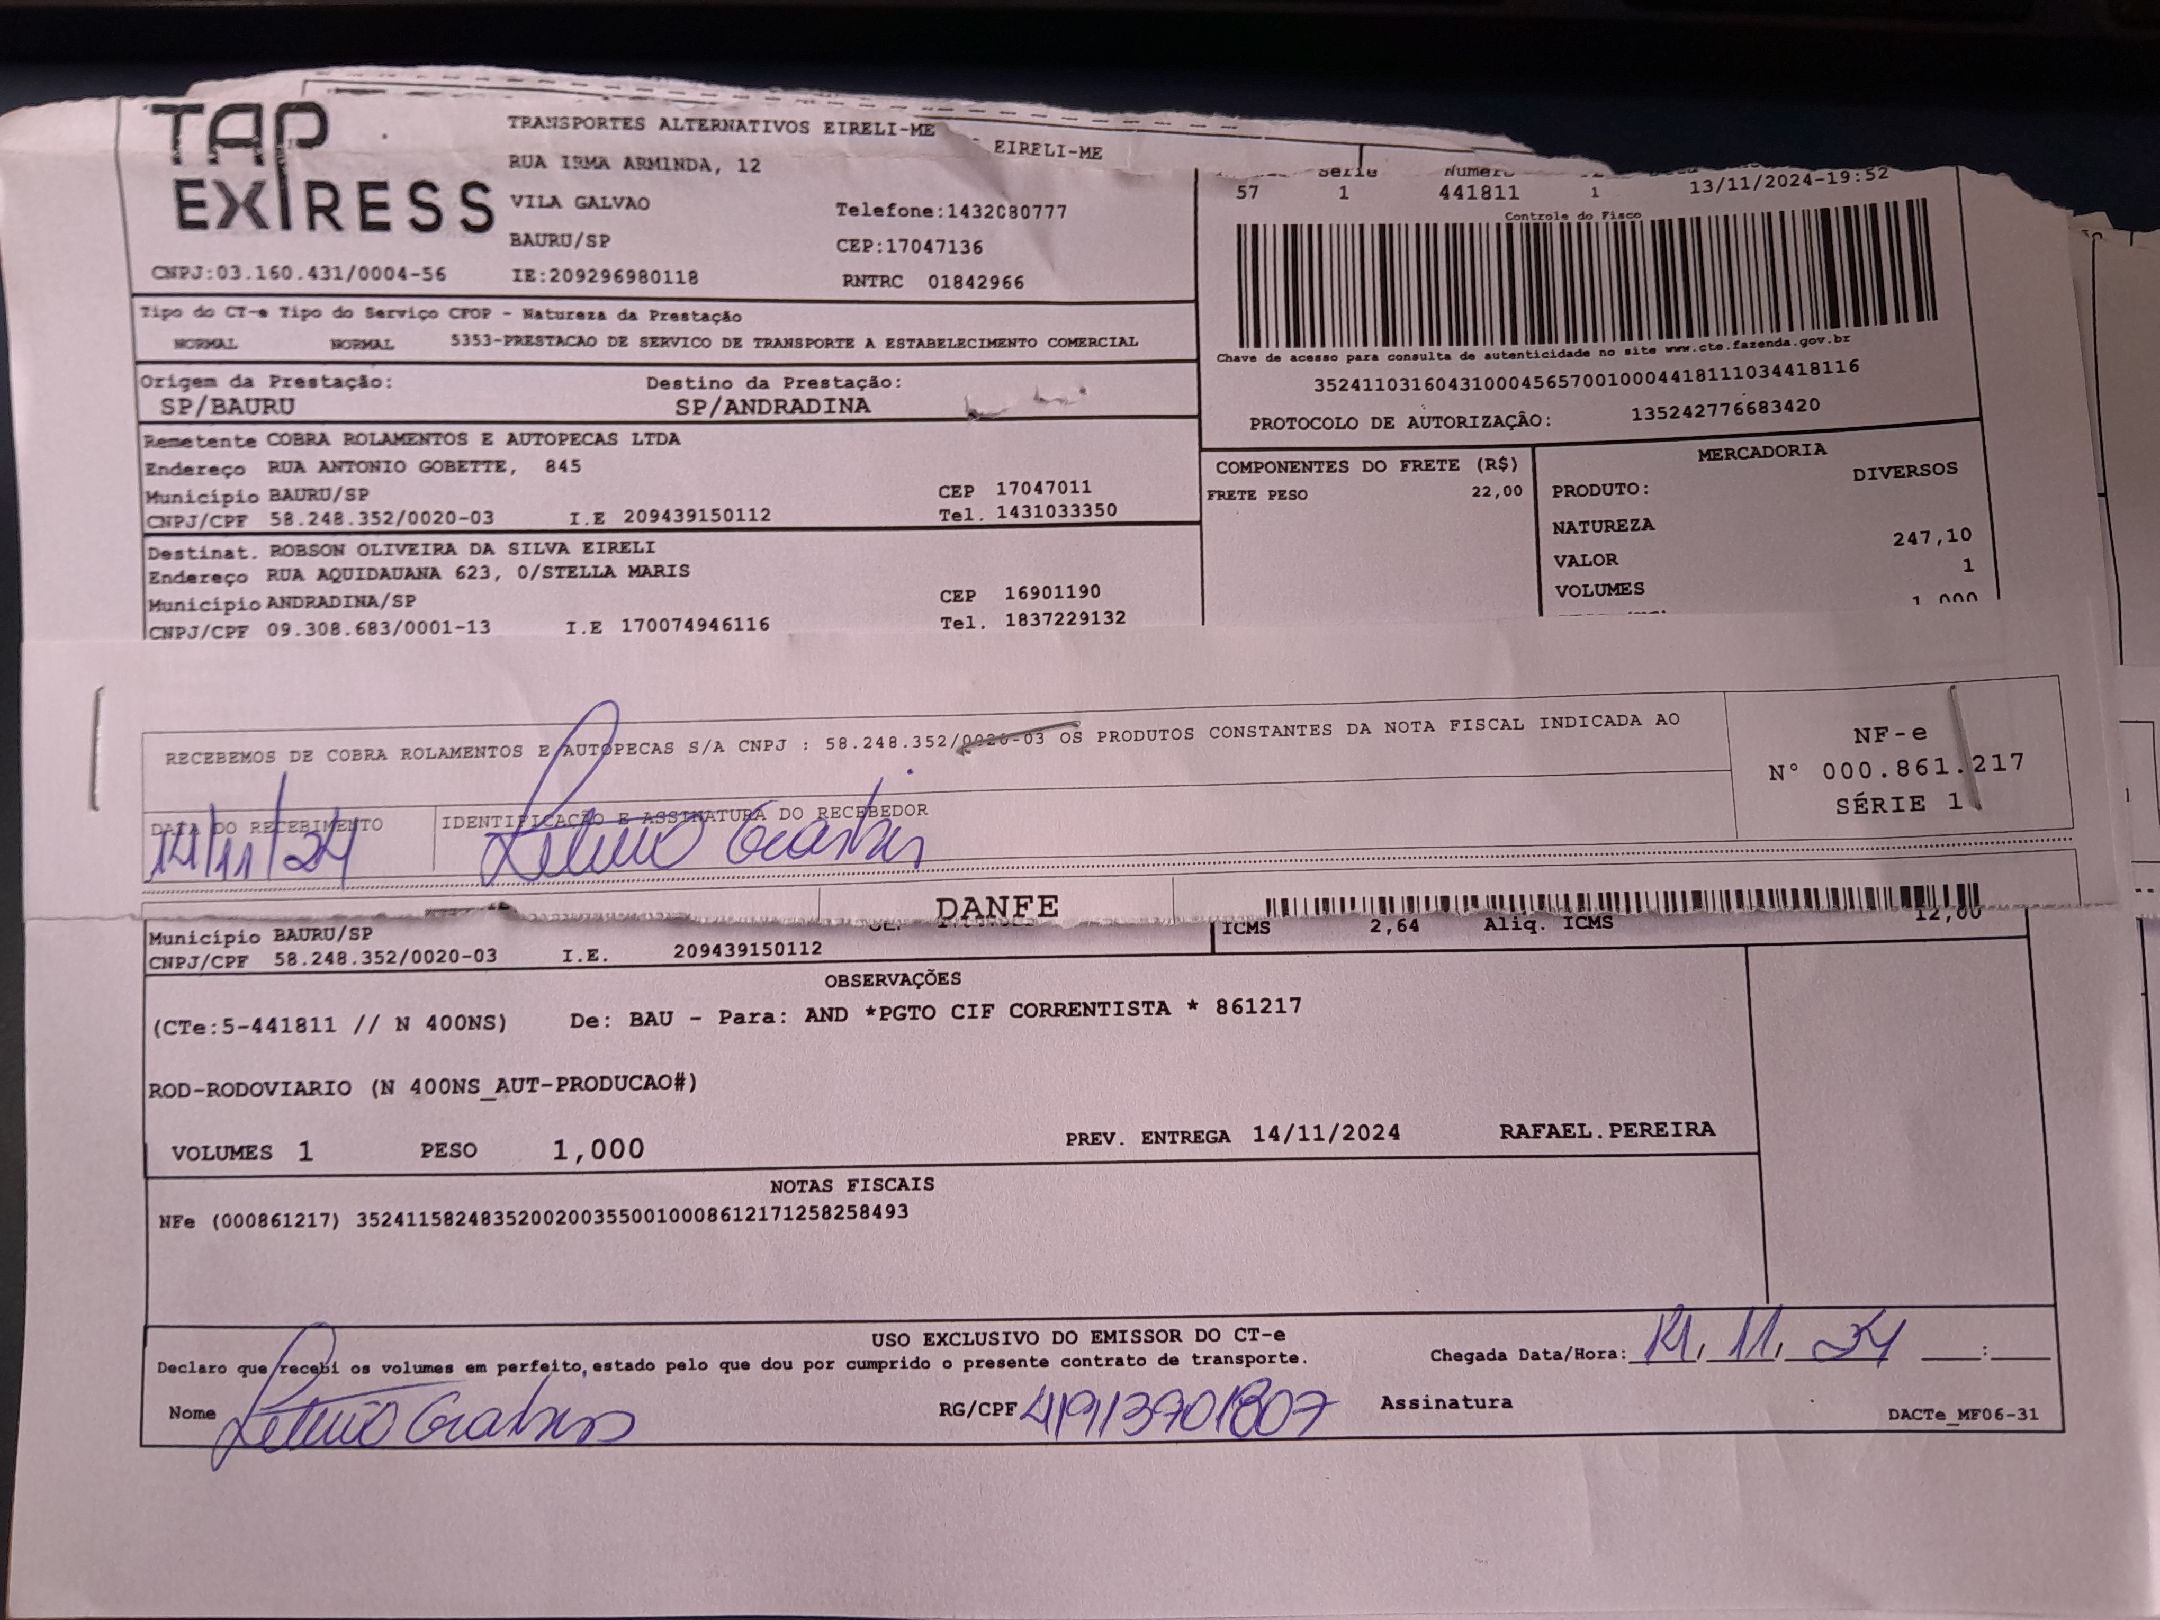 TAP
EXPRESS
TRANSPORTES ALTERNATIVOS EIRELI-ME
EIRELI-ME
RUA IRMA ARMINDA, 12
VILA GALVAO
Telefone:1432080777
BAURU/SP
CEP:17047136
CNPJ:03.160.431/0004-56
IE:209296980118
RNTRC 01842966
Serie Numero
57 1 441811 1 13/11/2024-19:52
Controle do Fisco
Chave de acesso para consulta de autenticidade no site www.cte.fazenda.gov.br
35241103160431000456570010004418111034418116
PROTOCOLO DE AUTORIZAÇÃO: 135242776683420
Tipo do CT-e Tipo do Serviço CFOP - Natureza da Prestação
NORMAL NORMAL 5353-PRESTACAO DE SERVICO DE TRANSPORTE A ESTABELECIMENTO COMERCIAL
Origem da Prestação: Destino da Prestação:
SP/BAURU SP/ANDRADINA
Remetente COBRA ROLAMENTOS E AUTOPECAS LTDA
Endereço RUA ANTONIO GOBETTE, 845
Município BAURU/SP CEP 17047011
CNPJ/CPF 58.248.352/0020-03 I.E 209439150112 Tel. 1431033350
Destinat. ROBSON OLIVEIRA DA SILVA EIRELI
Endereço RUA AQUIDAUANA 623, 0/STELLA MARIS
Município ANDRADINA/SP CEP 16901190
CNPJ/CPF 09.308.683/0001-13 I.E 170074946116 Tel. 1837229132
COMPONENTES DO FRETE (R$)
FRETE PESO 22,00
MERCADORIA
PRODUTO: DIVERSOS
NATUREZA
VALOR 247,10
VOLUMES 1
1,000
RECEBEMOS DE COBRA ROLAMENTOS E AUTOPECAS S/A CNPJ : 58.248.352/0020-03 OS PRODUTOS CONSTANTES DA NOTA FISCAL INDICADA AO
NF-e
N° 000.861.217
SÉRIE 1
DATA DO RECEBIMENTO IDENTIFICAÇÃO E ASSINATURA DO RECEBEDOR
14/11/24
DANFE
Município BAURU/SP
CNPJ/CPF 58.248.352/0020-03 I.E. 209439150112
ICMS 2,64 Aliq. ICMS 12,00
OBSERVAÇÕES
(CTe:5-441811 // N 400NS) De: BAU - Para: AND *PGTO CIF CORRENTISTA * 861217
ROD-RODOVIARIO (N 400NS_AUT-PRODUCAO#)
VOLUMES 1 PESO 1,000 PREV. ENTREGA 14/11/2024 RAFAEL.PEREIRA
NOTAS FISCAIS
NFe (000861217) 35241158248352002003550010008612171258258493
USO EXCLUSIVO DO EMISSOR DO CT-e
Declaro que recebi os volumes em perfeito,estado pelo que dou por cumprido o presente contrato de transporte.
Chegada Data/Hora: 14, 11, 24 :
Nome RG/CPF 41913901807 Assinatura
DACTe_MF06-31